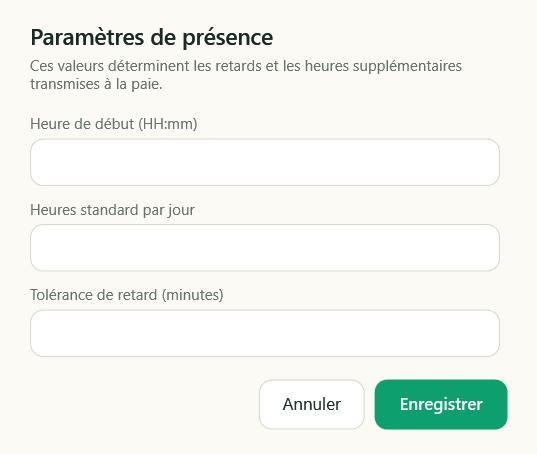 Paramètres de présence
Ces valeurs déterminent les retards et les heures supplémentaires
transmises à la paie.
Heure de début (HH:mm)
Heures standard par jour
Tolérance de retard (minutes)
Annuler
Enregistrer